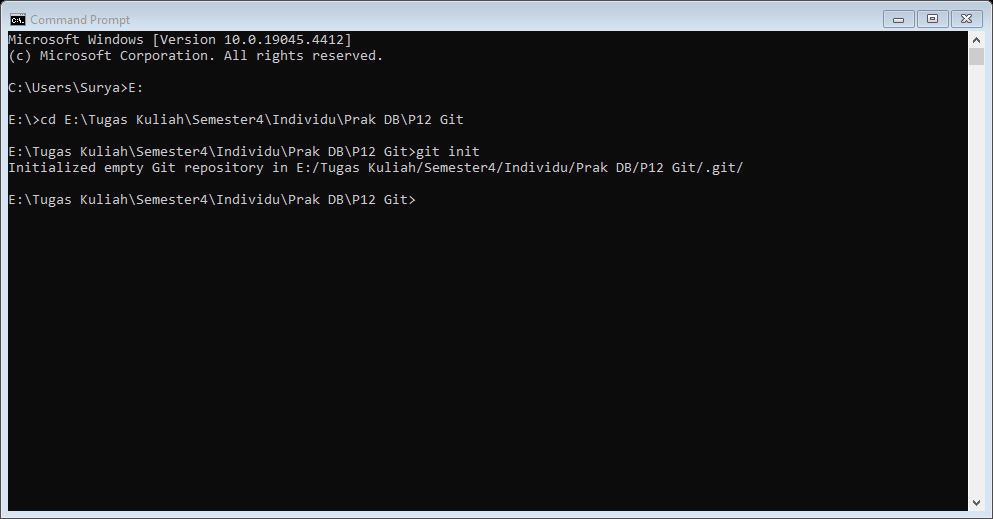 Command Prompt
Microsoft Windows [Version 10.0.19045.4412]
(c) Microsoft Corporation. All rights reserved.
C:\Users\Surya>E:
E:\>cd E:\Tugas Kuliah\Semester4\Individu\Prak DB\P12 Git
E:\Tugas Kuliah\Semester4\Individu\Prak DB\P12 Git>git init
Initialized empty Git repository in E:/Tugas Kuliah/Semester4/Individu/Prak DB/P12 Git/.git/
E:\Tugas Kuliah\Semester4\Individu\Prak DB\P12 Git>